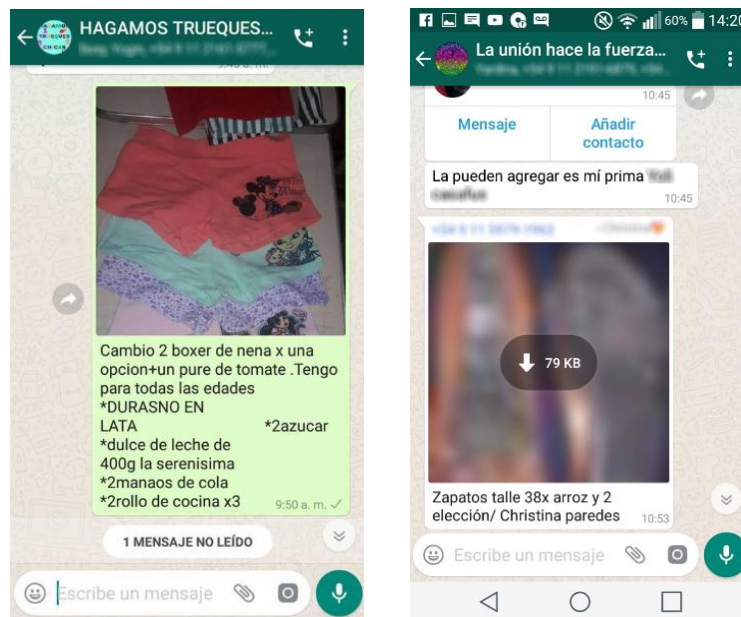 HAGAMOS TRUEQUES...
9:45 a. m.
Cambio 2 boxer de nena x una
opcion+un pure de tomate .Tengo
para todas las edades
*DURASNO EN
LATA *2azucar
*dulce de leche de
400g la serenisima
*2manaos de cola
*2rollo de cocina x3 9:50 a. m.
1 MENSAJE NO LEÍDO
Escribe un mensaje
60% 14:20
La unión hace la fuerza...
10:45
Mensaje
Añadir
contacto
La pueden agregar es mí prima
10:45
79 KB
Zapatos talle 38x arroz y 2
elección/ Christina paredes 10:53
Escribe un mensaje